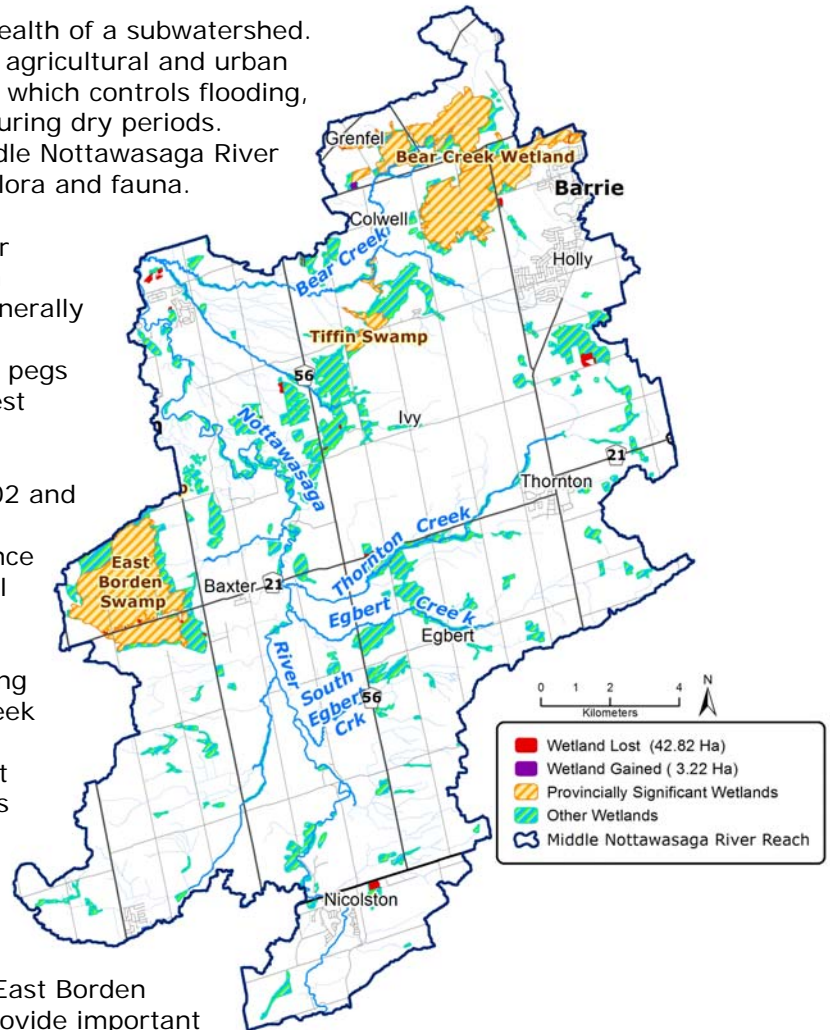 ealth of a subwatershed.
agricultural and urban
which controls flooding,
uring dry periods.
dle Nottawasaga River
lora and fauna.
r
nerally
pegs
est
02 and
nce
l
ng
eek
t
s
East Borden
ovide important
Grenfel
Bear Creek Wetland
Barrie
Colwell
Holly
Bear Creek
Tiffin Swamp
56
Ivy
Nottawasaga
21
Thornton
Thornton Creek
East
Borden
Swamp
Baxter
21
Egbert Creek
Egbert
River
South
Egbert
Crk
56
Nicolston
0 1 2 4
Kilometers
N
Wetland Lost (42.82 Ha)
Wetland Gained ( 3.22 Ha)
Provincially Significant Wetlands
Other Wetlands
Middle Nottawasaga River Reach